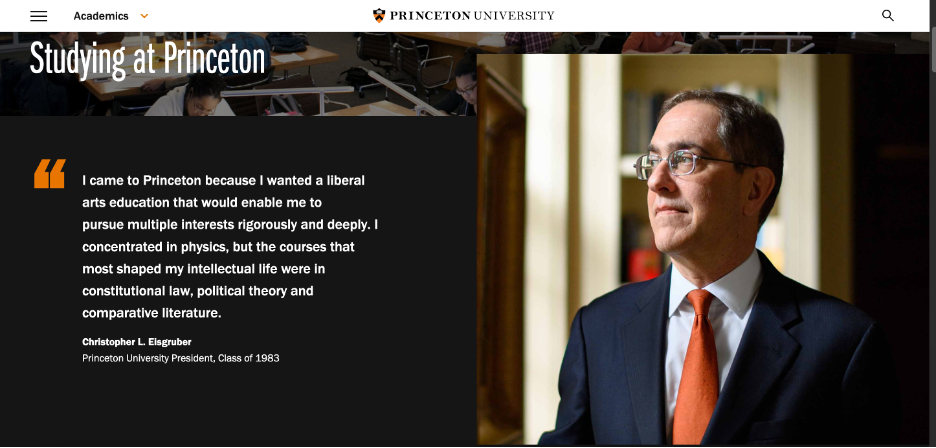 Academics
PRINCETON UNIVERSITY
Studying at Princeton
“
I came to Princeton because I wanted a liberal
arts education that would enable me to
pursue multiple interests rigorously and deeply. I
concentrated in physics, but the courses that
most shaped my intellectual life were in
constitutional law, political theory and
comparative literature.
Christopher L. Eisgruber
Princeton University President, Class of 1983